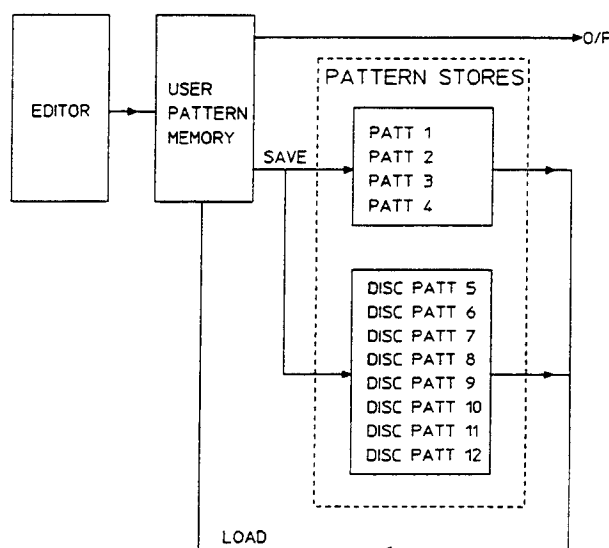 O/P
EDITOR
USER
PATTERN
MEMORY
PATTERN STORES
SAVE
PATT 1
PATT 2
PATT 3
PATT 4
DISC PATT 5
DISC PATT 6
DISC PATT 7
DISC PATT 8
DISC PATT 9
DISC PATT 10
DISC PATT 11
DISC PATT 12
LOAD